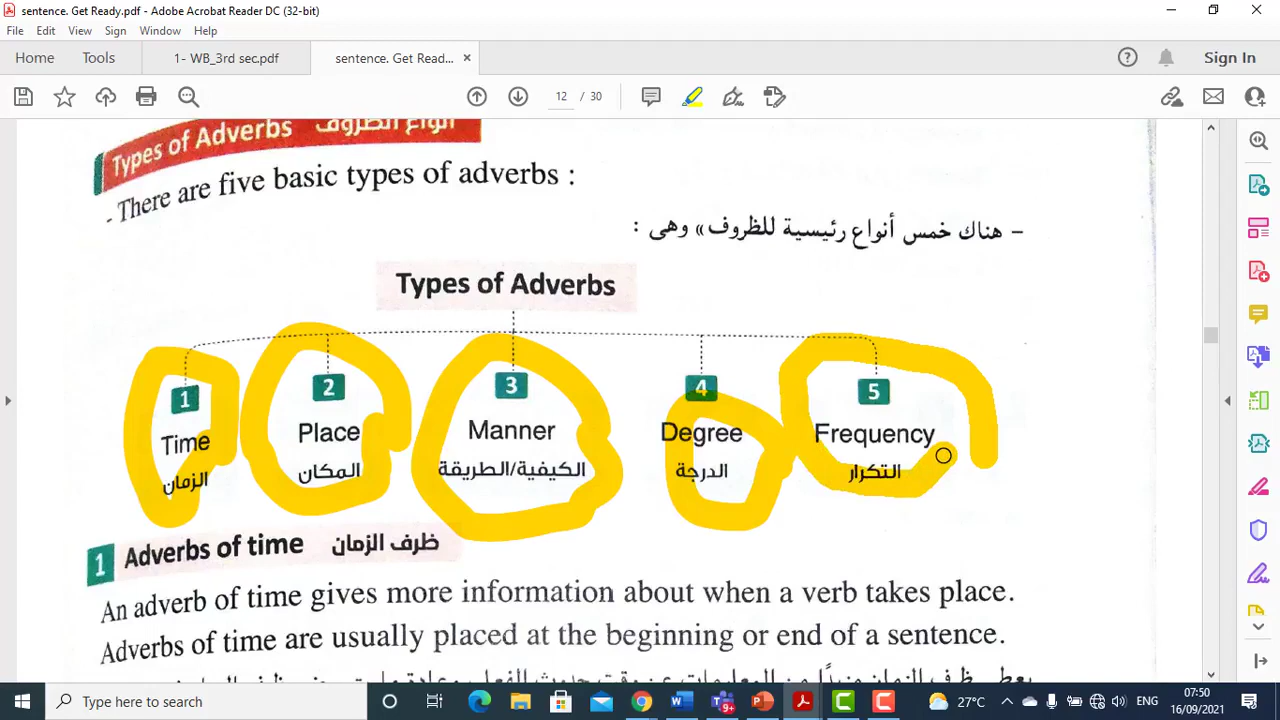 sentence. Get Ready.pdf - Adobe Acrobat Reader DC (32-bit)
File Edit View Sign Window Help
Home Tools 1- WB_3rd sec.pdf sentence. Get Read... × Sign In
12 / 30
Types of Adverbs أنواع الظروف
- There are five basic types of adverbs :
– هناك خمس أنواع رئيسية للظروف» وهى :
Types of Adverbs
1 2 3 4 5
Time Place Manner Degree Frequency
الزمان المكان الكيفية/الطريقة الدرجة التكرار
1 Adverbs of time ظرف الزمان
An adverb of time gives more information about when a verb takes place.
Adverbs of time are usually placed at the beginning or end of a sentence.
Type here to search
9+
27°C ENG 07:50
16/09/2021